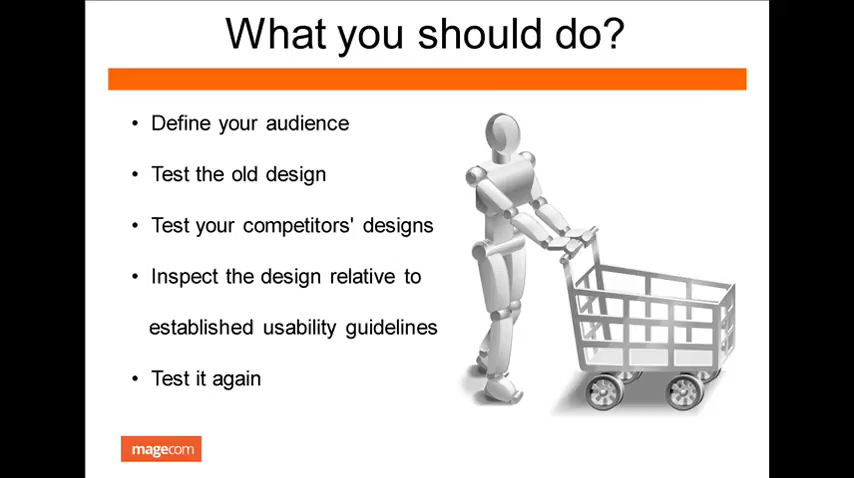 What you should do?
• Define your audience
• Test the old design
• Test your competitors' designs
• Inspect the design relative to
established usability guidelines
• Test it again
magecom